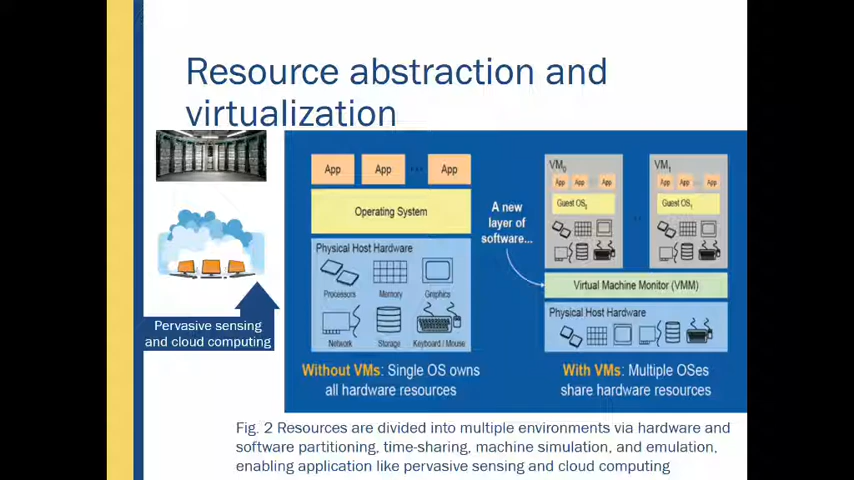 Resource abstraction and
virtualization
Pervasive sensing
and cloud computing
App App ... App
Operating System
Physical Host Hardware
Processors Memory Graphics
Network Storage Keyboard / Mouse
Without VMs: Single OS owns
all hardware resources
A new
layer of
software...
VM0
App App ... App
Guest OS0
VM1
App App ... App
Guest OS1
Virtual Machine Monitor (VMM)
Physical Host Hardware
With VMs: Multiple OSes
share hardware resources
Fig. 2 Resources are divided into multiple environments via hardware and
software partitioning, time-sharing, machine simulation, and emulation,
enabling application like pervasive sensing and cloud computing